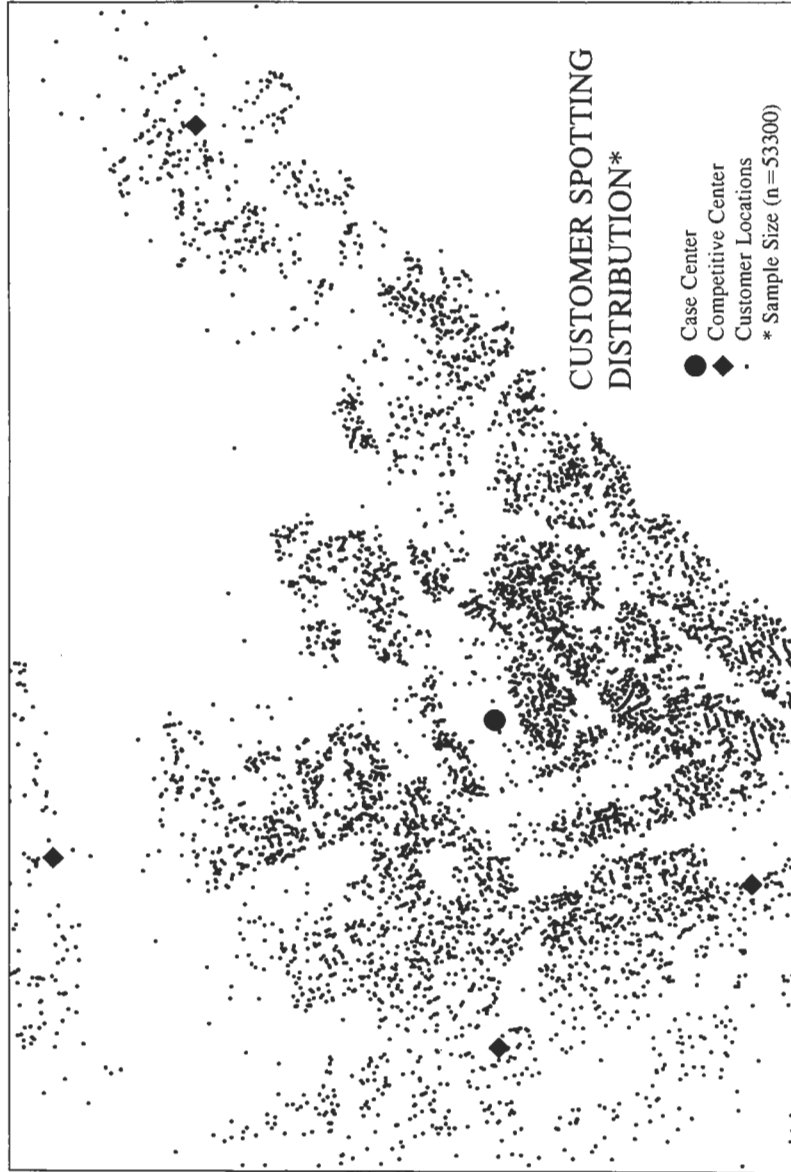 CUSTOMER SPOTTING
DISTRIBUTION*
Case Center
Competitive Center
Customer Locations
* Sample Size (n=53300)